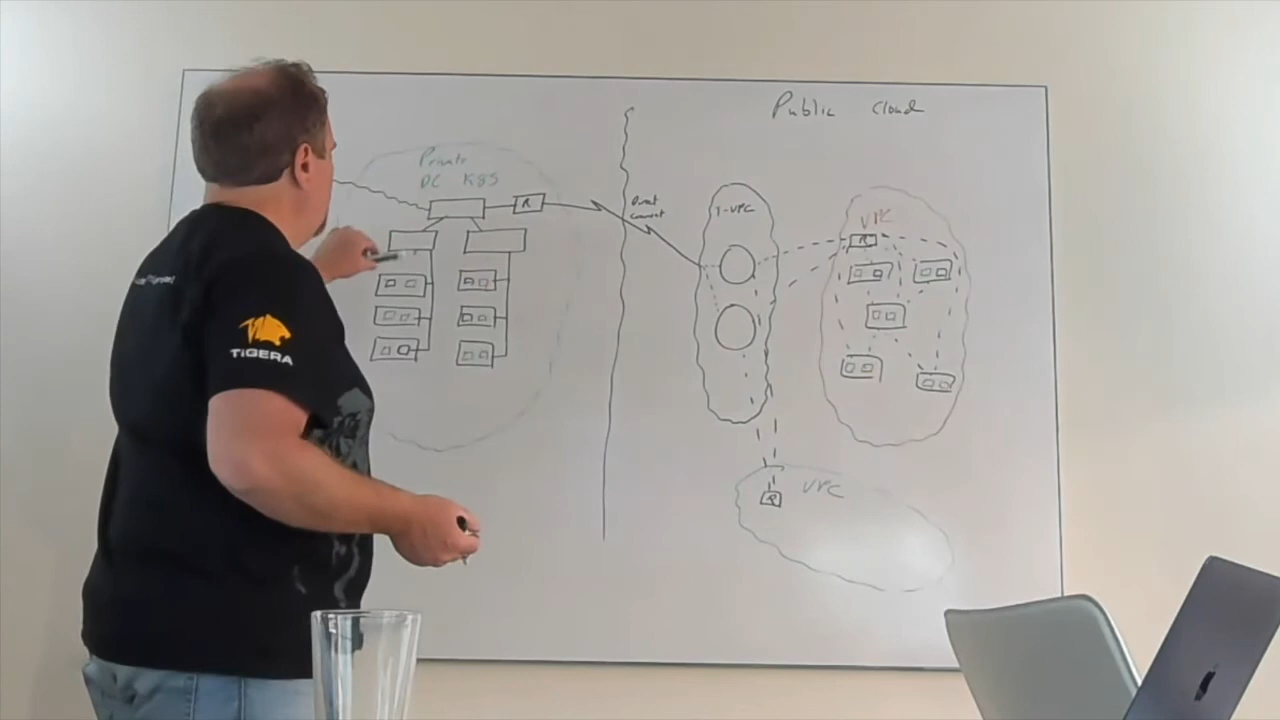 Public Cloud
Private
DC K8S
R
Direct
Connect
T-VPC
VPC
R
VPC
R
TIGERA